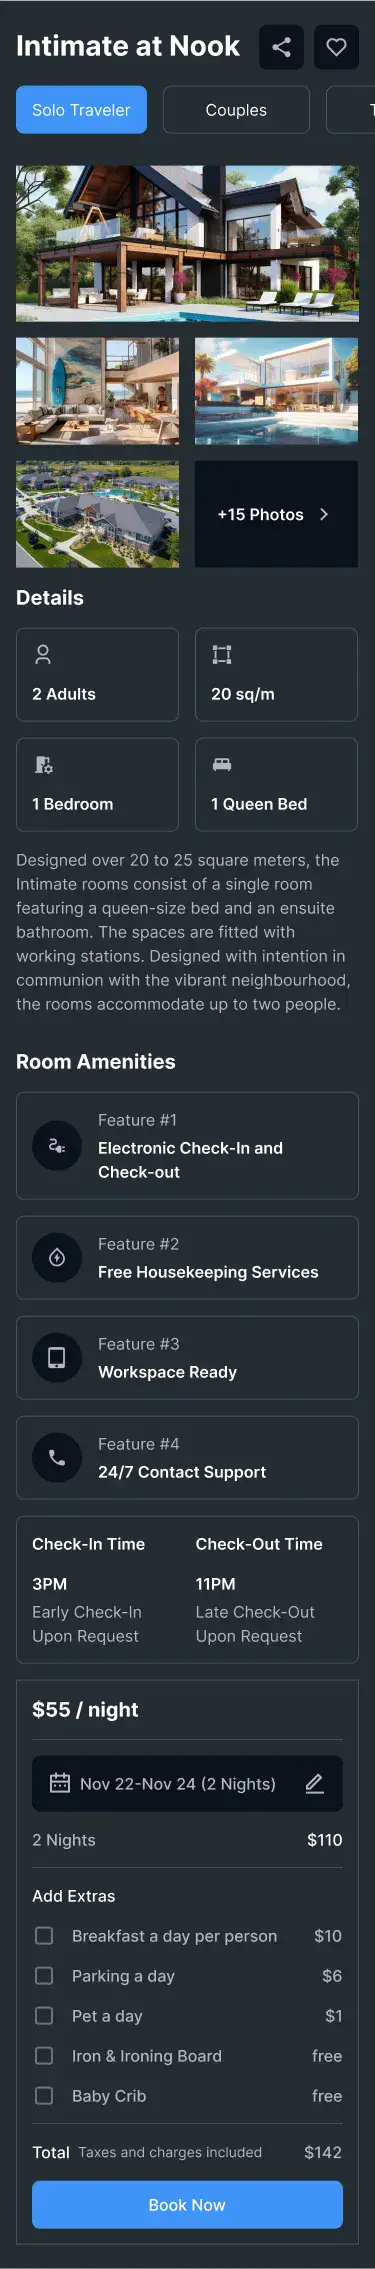 Intimate at Nook
Solo Traveler
Couples
+15 Photos
Details
2 Adults
20 sq/m
1 Bedroom
1 Queen Bed
Designed over 20 to 25 square meters, the
Intimate rooms consist of a single room
featuring a queen-size bed and an ensuite
bathroom. The spaces are fitted with
working stations. Designed with intention in
communion with the vibrant neighbourhood,
the rooms accommodate up to two people.
Room Amenities
Feature #1
Electronic Check-In and
Check-out
Feature #2
Free Housekeeping Services
Feature #3
Workspace Ready
Feature #4
24/7 Contact Support
Check-In Time
3PM
Early Check-In
Upon Request
Check-Out Time
11PM
Late Check-Out
Upon Request
$55 / night
Nov 22-Nov 24 (2 Nights)
2 Nights $110
Add Extras
Breakfast a day per person $10
Parking a day $6
Pet a day $1
Iron & Ironing Board free
Baby Crib free
Total Taxes and charges included $142
Book Now